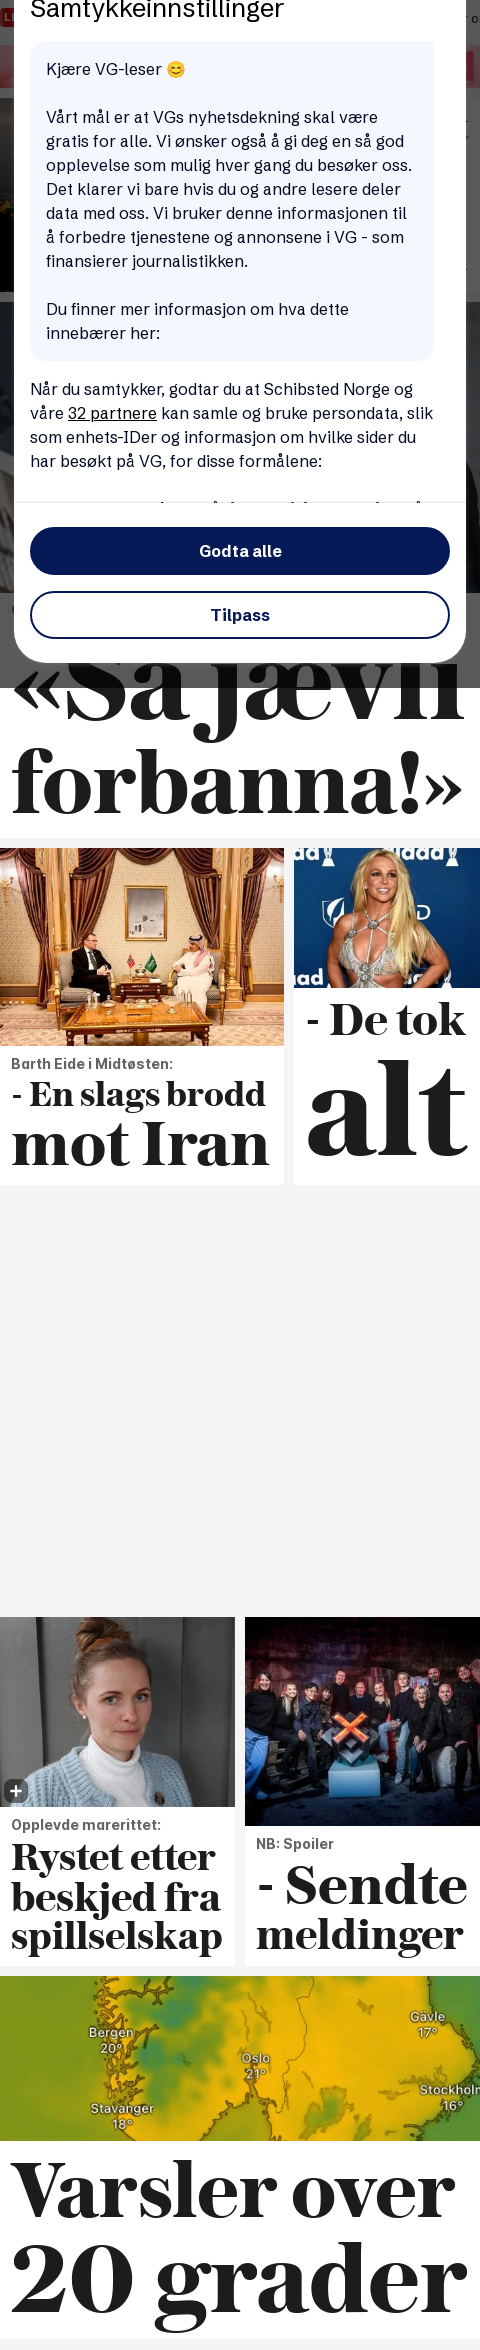 Samtykkeinnstillinger
Kjære VG-leser 😊
Vårt mål er at VGs nyhetsdekning skal være
gratis for alle. Vi ønsker også å gi deg en så god
opplevelse som mulig hver gang du besøker oss.
Det klarer vi bare hvis du og andre lesere deler
data med oss. Vi bruker denne informasjonen til
å forbedre tjenestene og annonsene i VG - som
finansierer journalistikken.
Du finner mer informasjon om hva dette
innebærer her:
Når du samtykker, godtar du at Schibsted Norge og
våre 32 partnere kan samle og bruke persondata, slik
som enhets-IDer og informasjon om hvilke sider du
har besøkt på VG, for disse formålene:
Godta alle
Tilpass
«Så jævli
forbanna!»
Barth Eide i Midtøsten:
- En slags brodd
mot Iran
- De tok
alt
Opplevde marerittet:
Rystet etter
beskjed fra
spillselskap
NB: Spoiler
- Sendte
meldinger
Bergen
20°
Oslo
21°
Gävle
17°
Stavanger
18°
Stockholm
16°
Varsler over
20 grader